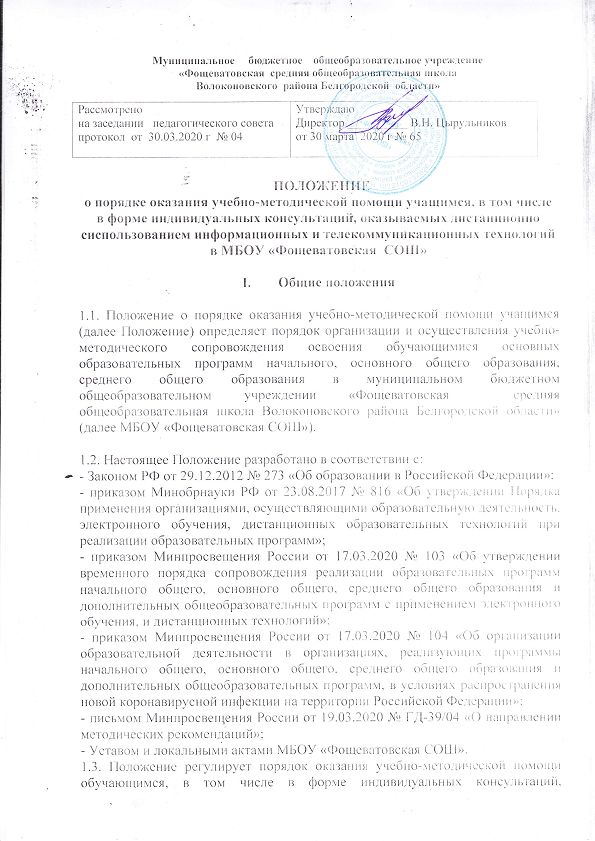 Муниципальное бюджетное общеобразовательное учреждение
«Фощеватовская средняя общеобразовательная школа
Волоконовского района Белгородской области»
Рассмотрено
на заседании педагогического совета
протокол от 30.03.2020 г № 04
Утверждаю
Директор В.Н. Цырульников
от 30 марта 2020 г № 65
ПОЛОЖЕНИЕ
о порядке оказания учебно-методической помощи учащимся, в том числе
в форме индивидуальных консультаций, оказываемых дистанционно
сиспользованием информационных и телекоммуникационных технологий
в МБОУ «Фощеватовская СОШ»
I. Общие положения
1.1. Положение о порядке оказания учебно-методической помощи учащимся
(далее Положение) определяет порядок организации и осуществления учебно-
методического сопровождения освоения обучающимися основных
образовательных программ начального, основного общего образования,
среднего общего образования в муниципальном бюджетном
общеобразовательном учреждении «Фощеватовская средняя
общеобразовательная школа Волоконовского района Белгородской области»
(далее МБОУ «Фощеватовская СОШ»).
1.2. Настоящее Положение разработано в соответствии с:
- Законом РФ от 29.12.2012 № 273 «Об образовании в Российской Федерации»;
- приказом Минобрнауки РФ от 23.08.2017 № 816 «Об утверждении Порядка
применения организациями, осуществляющими образовательную деятельность,
электронного обучения, дистанционных образовательных технологий при
реализации образовательных программ»;
- приказом Минпросвещения России от 17.03.2020 № 103 «Об утверждении
временного порядка сопровождения реализации образовательных программ
начального общего, основного общего, среднего общего образования и
дополнительных общеобразовательных программ с применением электронного
обучения, и дистанционных технологий»;
- приказом Минпросвещения России от 17.03.2020 № 104 «Об организации
образовательной деятельности в организациях, реализующих программы
начального общего, основного общего, среднего общего образования и
дополнительных общеобразовательных программ, в условиях распространения
новой коронавирусной инфекции на территории Российской Федерации»;
- письмом Минпросвещения России от 19.03.2020 № ГД-39/04 «О направлении
методических рекомендаций»;
- Уставом и локальными актами МБОУ «Фощеватовская СОШ».
1.3. Положение регулирует порядок оказания учебно-методической помощи
обучающимся, в том числе в форме индивидуальных консультаций,